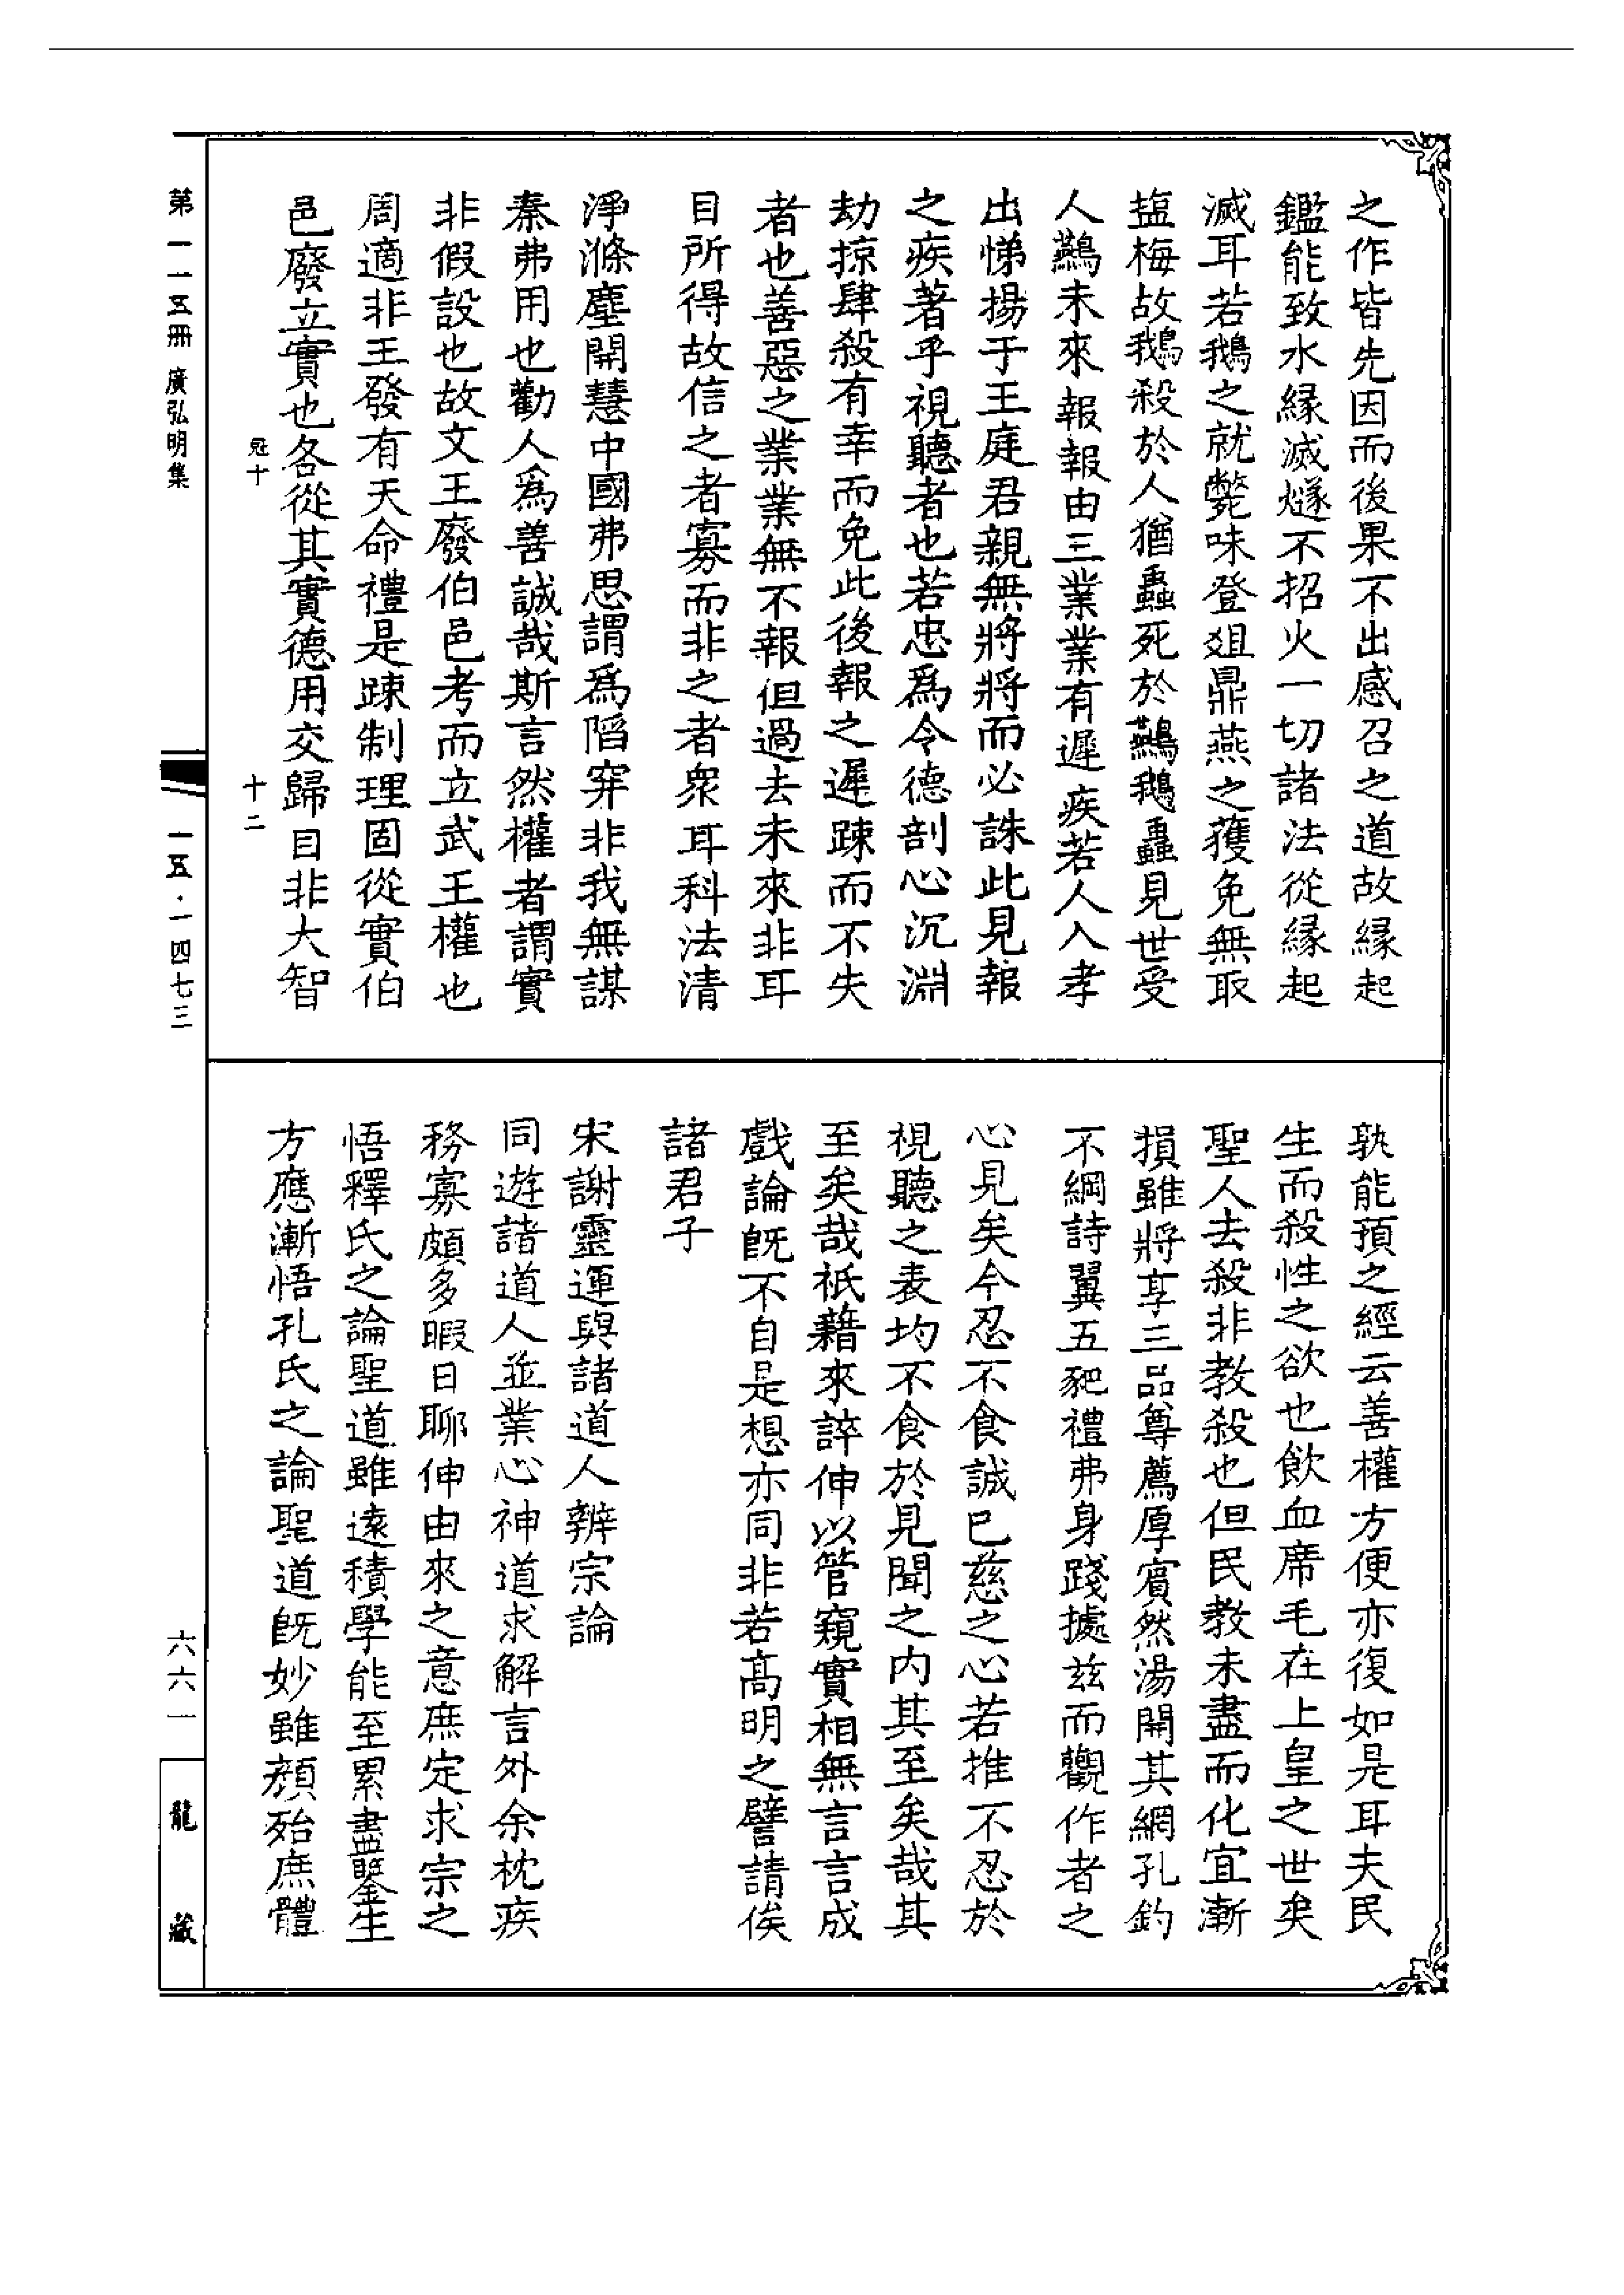 之作皆先因而後果不出感召之道故縁起
鑑能致水縁滅燧不招火一切諸法從縁起
滅耳若鵝之就斃味登爼鼎燕之獲免無取
塩梅故鵝殺於人猶蟁死於鷰鵝蟁見世受
人鷰未來報報由三業業有遲疾若人入孝
出悌揚于王庭君親無將將而必誅此見報
之疾著乎視聽者也若忠爲令德剖心沉淵
劫掠肆殺有幸而免此後報之遲踈而不失
者也善惡之業業無不報但過去未來非耳
目所得故信之者寡而非之者衆耳科法清
淨滌塵開慧中國弗思謂爲陷穽非我無謀
秦弗用也勸人爲善誠哉斯言然權者謂實
非假設也故文王廢伯邑考而立武王權也
周適非王發有天命禮是踈制理固從實伯
邑廢立實也各從其實德用交歸目非大智
孰能預之經云善權方便亦復如是耳夫民
生而殺性之欲也飲血席毛在上皇之世矣
聖人去殺非教殺也但民教未盡而化宜漸
損雖將享三品尊薦厚賓然湯開其網孔釣
不綱詩翼五豝禮弗身踐據兹而觀作者之
心見矣今忍不食誠已慈之心若推不忍於
視聽之表均不食於見聞之内其至矣哉其
至矣哉祇藉來誶伸以管窺實相無言言成
戲論旣不自是想亦同非若高明之譬請俟
諸君子
宋謝靈運與諸道人辨宗論
同遊諸道人並業心神道求解言外余枕疾
務寡頗多暇日聊伸由來之意庶定求宗之
悟釋氏之論聖道雖遠積學能至累盡鑒生
方應漸悟孔氏之論聖道旣妙雖顔殆庶體
第一一五冊 廣弘明集
冠十
十二
一五·一四七三
六六一
龍藏